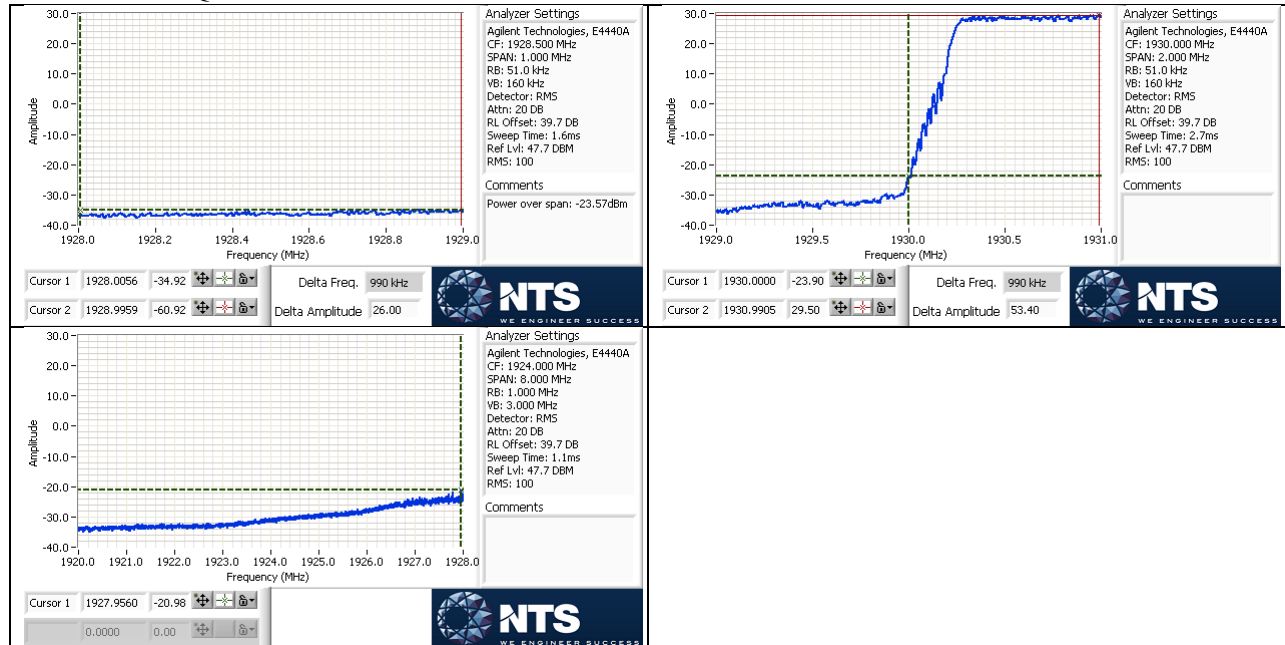 30.0
20.0
10.0
0.0
-10.0
-20.0
-30.0
-40.0
Amplitude
1928.0 1928.2 1928.4 1928.6 1928.8 1929.0
Frequency (MHz)
Analyzer Settings
Agilent Technologies, E4440A
CF: 1928.500 MHz
SPAN: 1.000 MHz
RB: 51.0 kHz
VB: 160 kHz
Detector: RMS
Attn: 20 DB
RL Offset: 39.7 DB
Sweep Time: 1.6ms
Ref Lvl: 47.7 DBM
RMS: 100
Comments
Power over span: -23.57dBm
Cursor 1 1928.0056 -34.92
Cursor 2 1928.9959 -60.92
Delta Freq. 990 kHz
Delta Amplitude 26.00
NTS
WE ENGINEER SUCCESS
30.0
20.0
10.0
0.0
-10.0
-20.0
-30.0
-40.0
Amplitude
1929.0 1929.5 1930.0 1930.5 1931.0
Frequency (MHz)
Analyzer Settings
Agilent Technologies, E4440A
CF: 1930.000 MHz
SPAN: 2.000 MHz
RB: 51.0 kHz
VB: 160 kHz
Detector: RMS
Attn: 20 DB
RL Offset: 39.7 DB
Sweep Time: 2.7ms
Ref Lvl: 47.7 DBM
RMS: 100
Comments
Cursor 1 1930.0000 -23.90
Cursor 2 1930.9905 29.50
Delta Freq. 990 kHz
Delta Amplitude 53.40
NTS
WE ENGINEER SUCCESS
30.0
20.0
10.0
0.0
-10.0
-20.0
-30.0
-40.0
Amplitude
1920.0 1921.0 1922.0 1923.0 1924.0 1925.0 1926.0 1927.0 1928.0
Frequency (MHz)
Analyzer Settings
Agilent Technologies, E4440A
CF: 1924.000 MHz
SPAN: 8.000 MHz
RB: 1.000 MHz
VB: 3.000 MHz
Detector: RMS
Attn: 20 DB
RL Offset: 39.7 DB
Sweep Time: 1.1ms
Ref Lvl: 47.7 DBM
RMS: 100
Comments
Cursor 1 1927.9560 -20.98
0.0000 0.00
NTS
WE ENGINEER SUCCESS